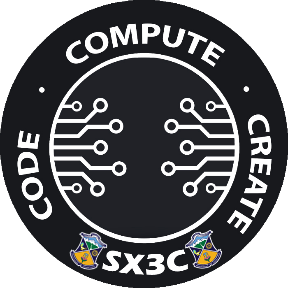 CODE · COMPUTE · CREATE
SX3C